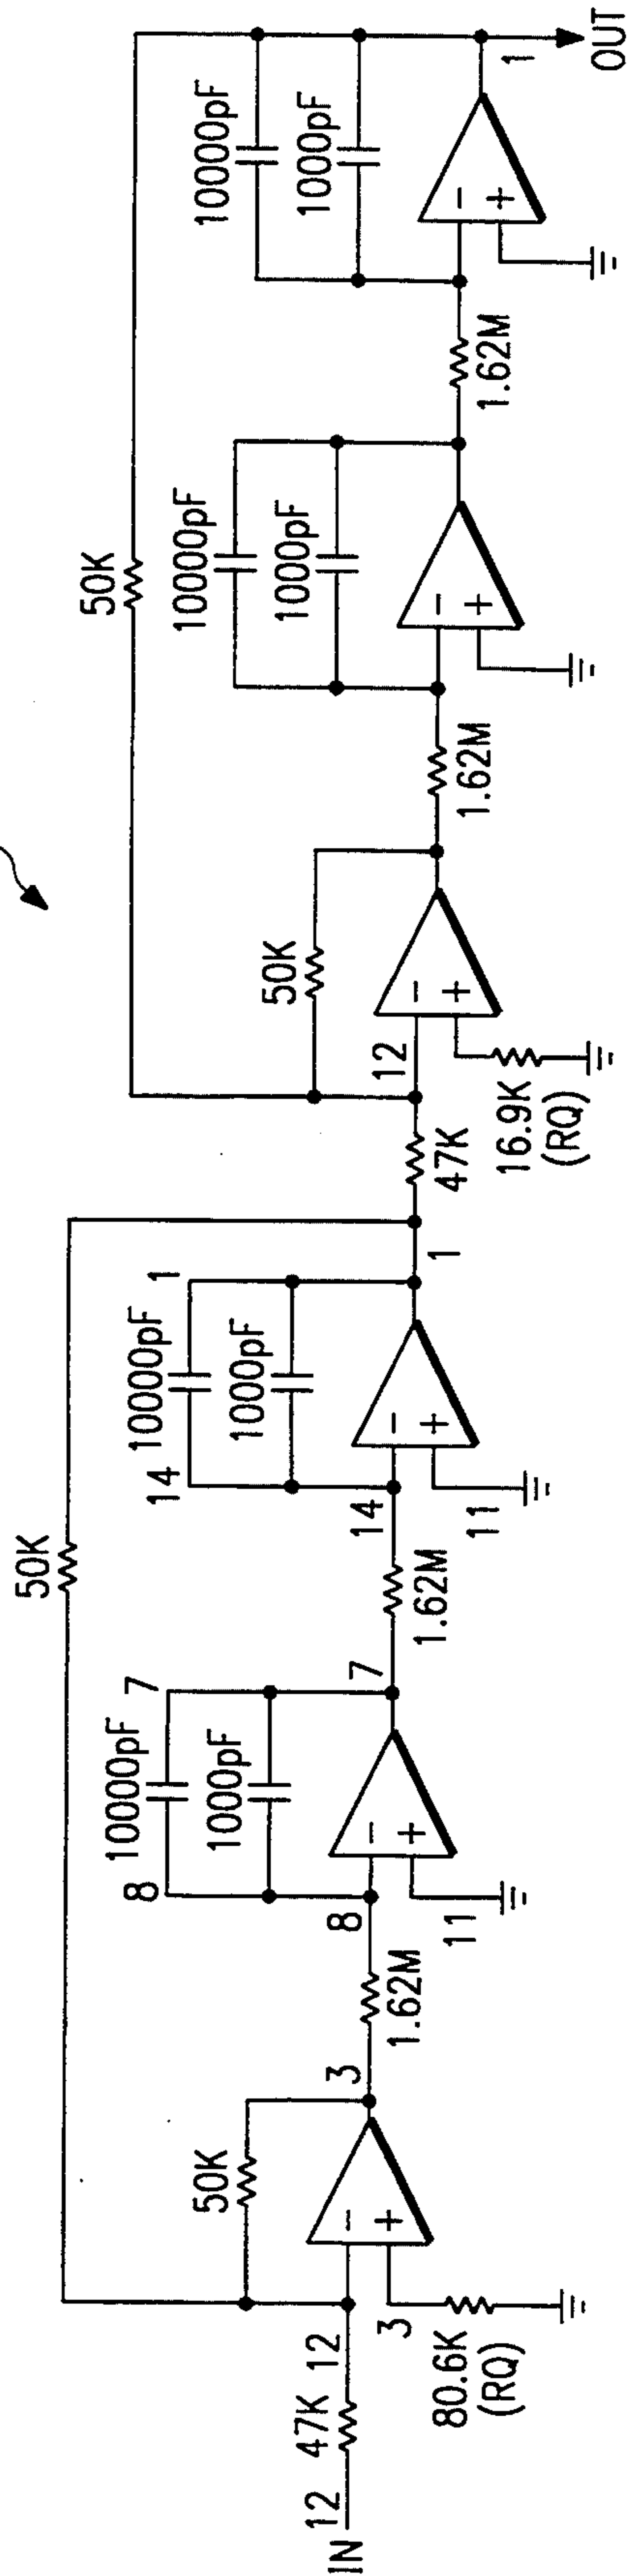 IN
12
47K
12
3
80.6K
(RQ)
50K
-
+
3
1.62M
50K
8
8
10000pF
1000pF
7
-
+
11
7
1.62M
14
14
10000pF
1000pF
1
-
+
11
1
47K
12
50K
-
+
16.9K
(RQ)
1.62M
50K
10000pF
1000pF
-
+
1.62M
10000pF
1000pF
-
+
1
OUT